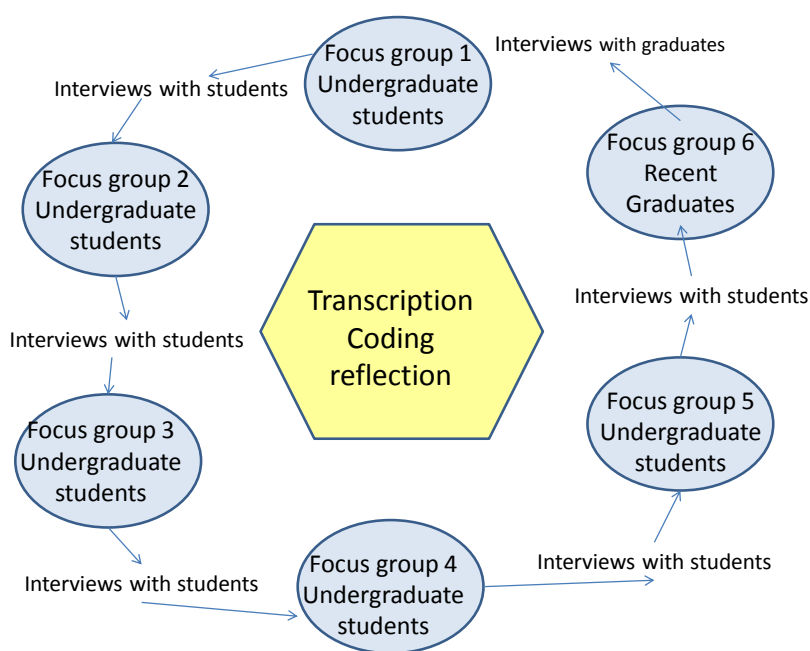 Focus group 1
Undergraduate
students
Interviews with students
Focus group 2
Undergraduate
students
Interviews with students
Focus group 3
Undergraduate
students
Interviews with students
Focus group 4
Undergraduate
students
Interviews with students
Focus group 5
Undergraduate
students
Interviews with students
Focus group 6
Recent
Graduates
Interviews with graduates
Transcription
Coding
reflection